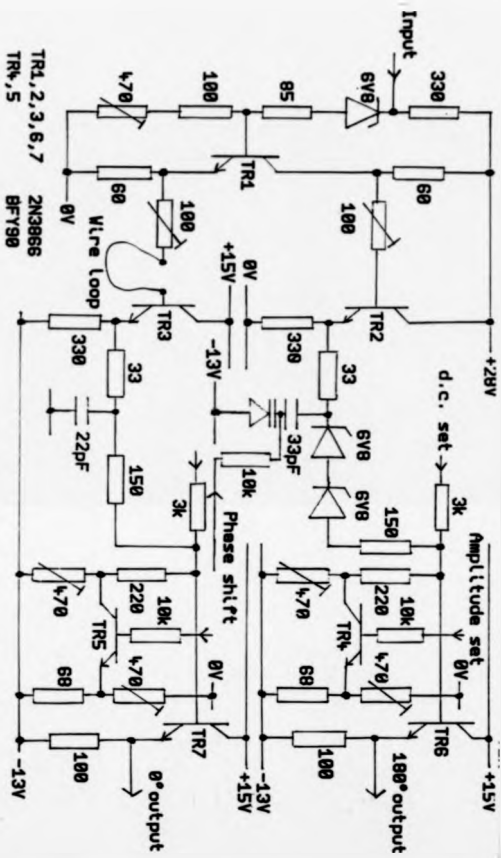 +28V
+15V
Amplitude set
d.c. set
330
60
3k
10k
0V
180° output
TR6
TR2
6V8
6V8
6V8
150
220
TR4
470
Input
100
33
470
68
100
85
330
33pF
-13V
0V
+15V
TR1
-13V
10k
Phase shift
+15V
100
60
100
3k
10k
0V
0° output
TR7
470
TR3
33
150
220
TR5
470
0V
Wire loop
330
22pF
470
68
100
-13V
TR1,2,3,6,7 2N3866
TR4,5 BFY90